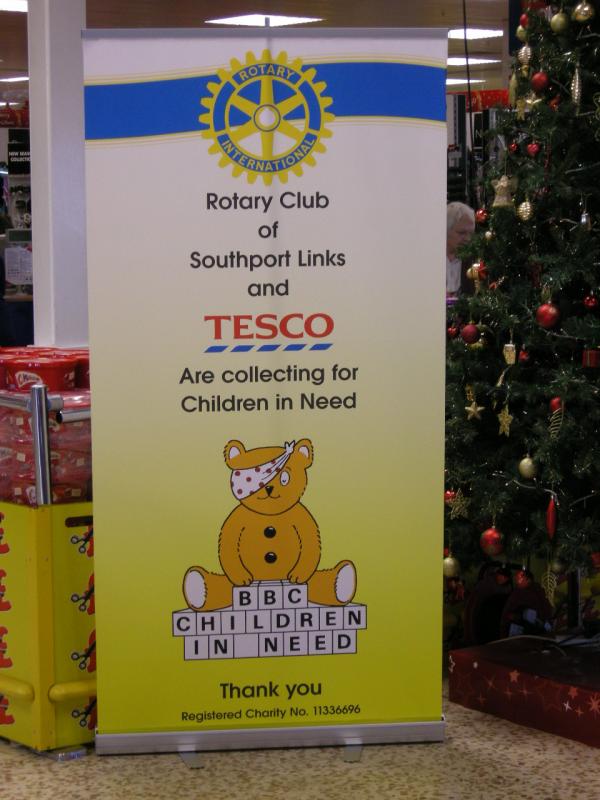 ROTARY
INTERNATIONAL
Rotary Club
of
Southport Links
and
TESCO
Are collecting for
Children in Need
BBC
CHILDREN
IN NEED
Thank you
Registered Charity No. 11336696